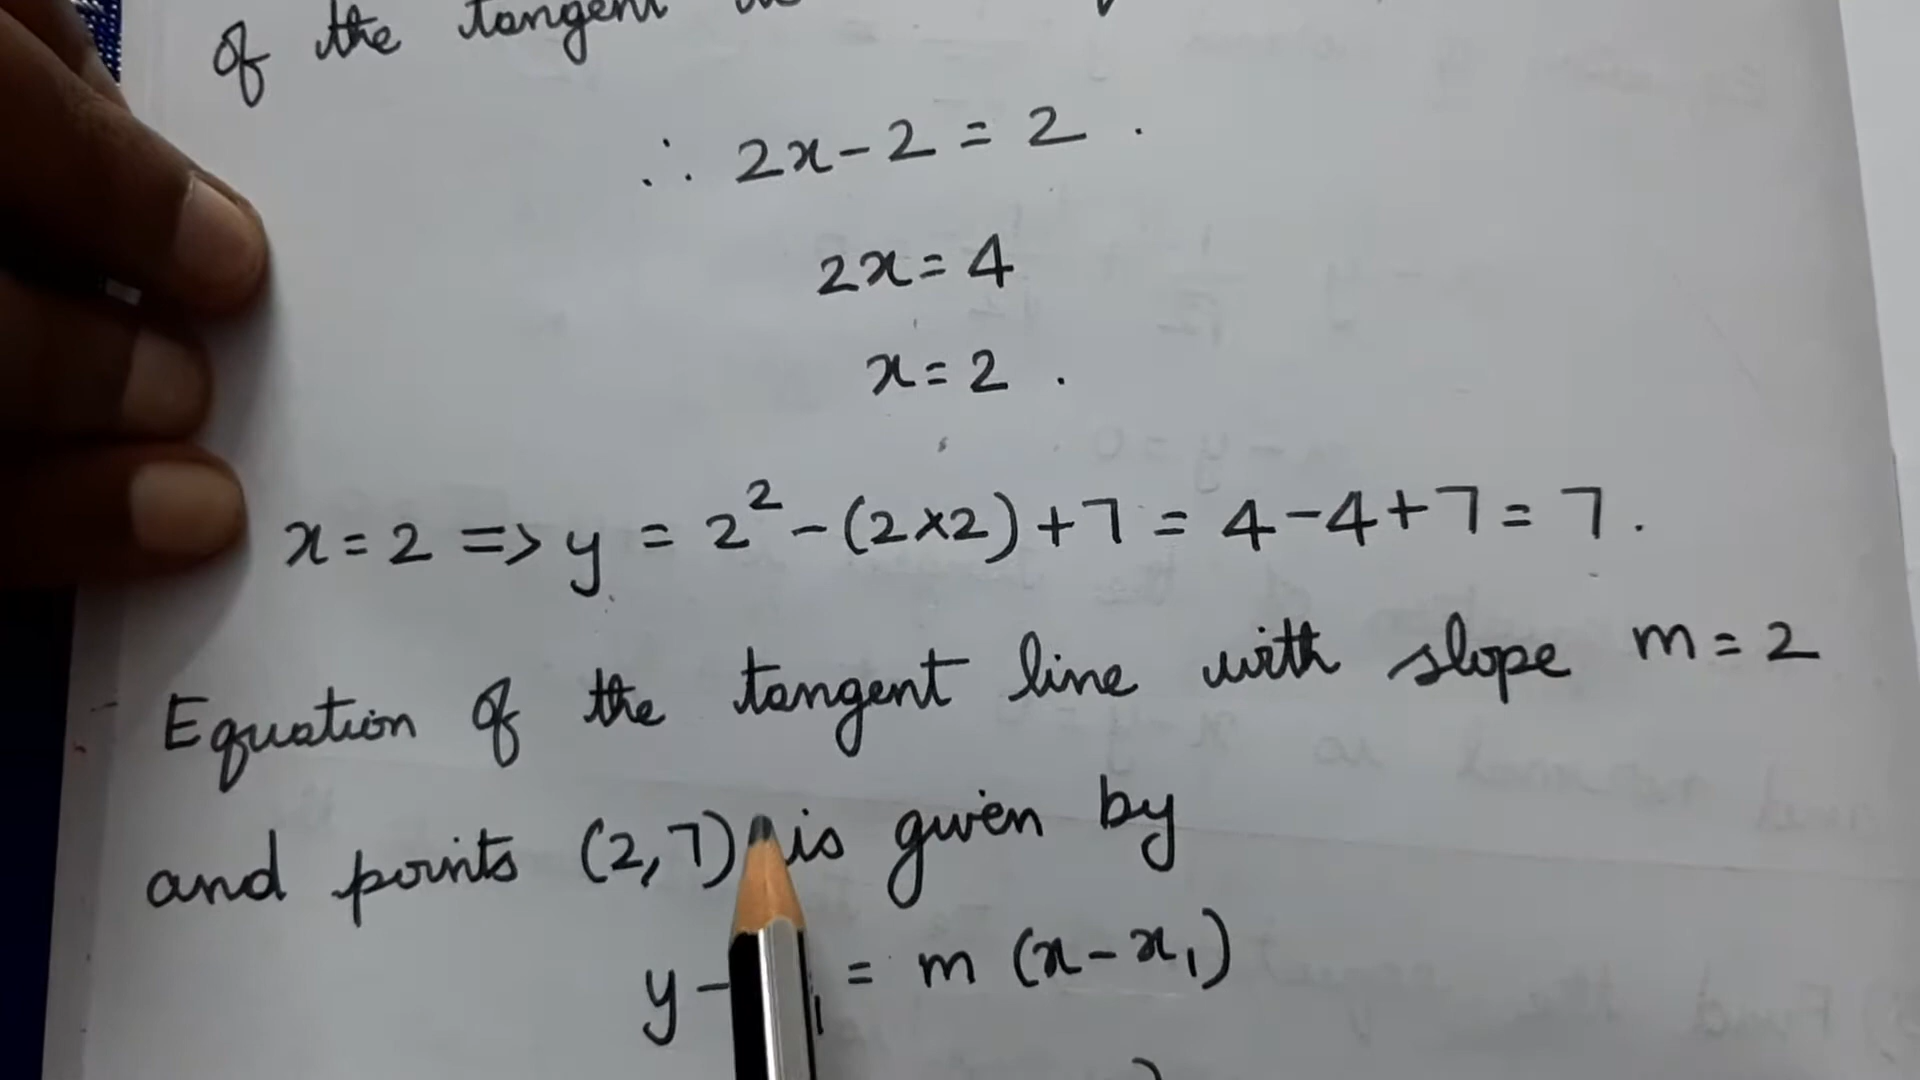 of the tangent
∴ 2x - 2 = 2 .
2x = 4
x = 2 .
x = 2 => y = 2² - (2×2) + 7 = 4 - 4 + 7 = 7 .
Equation of the tangent line with slope m = 2
and points (2, 7) is given by
y - ₁ = m (x - x₁)